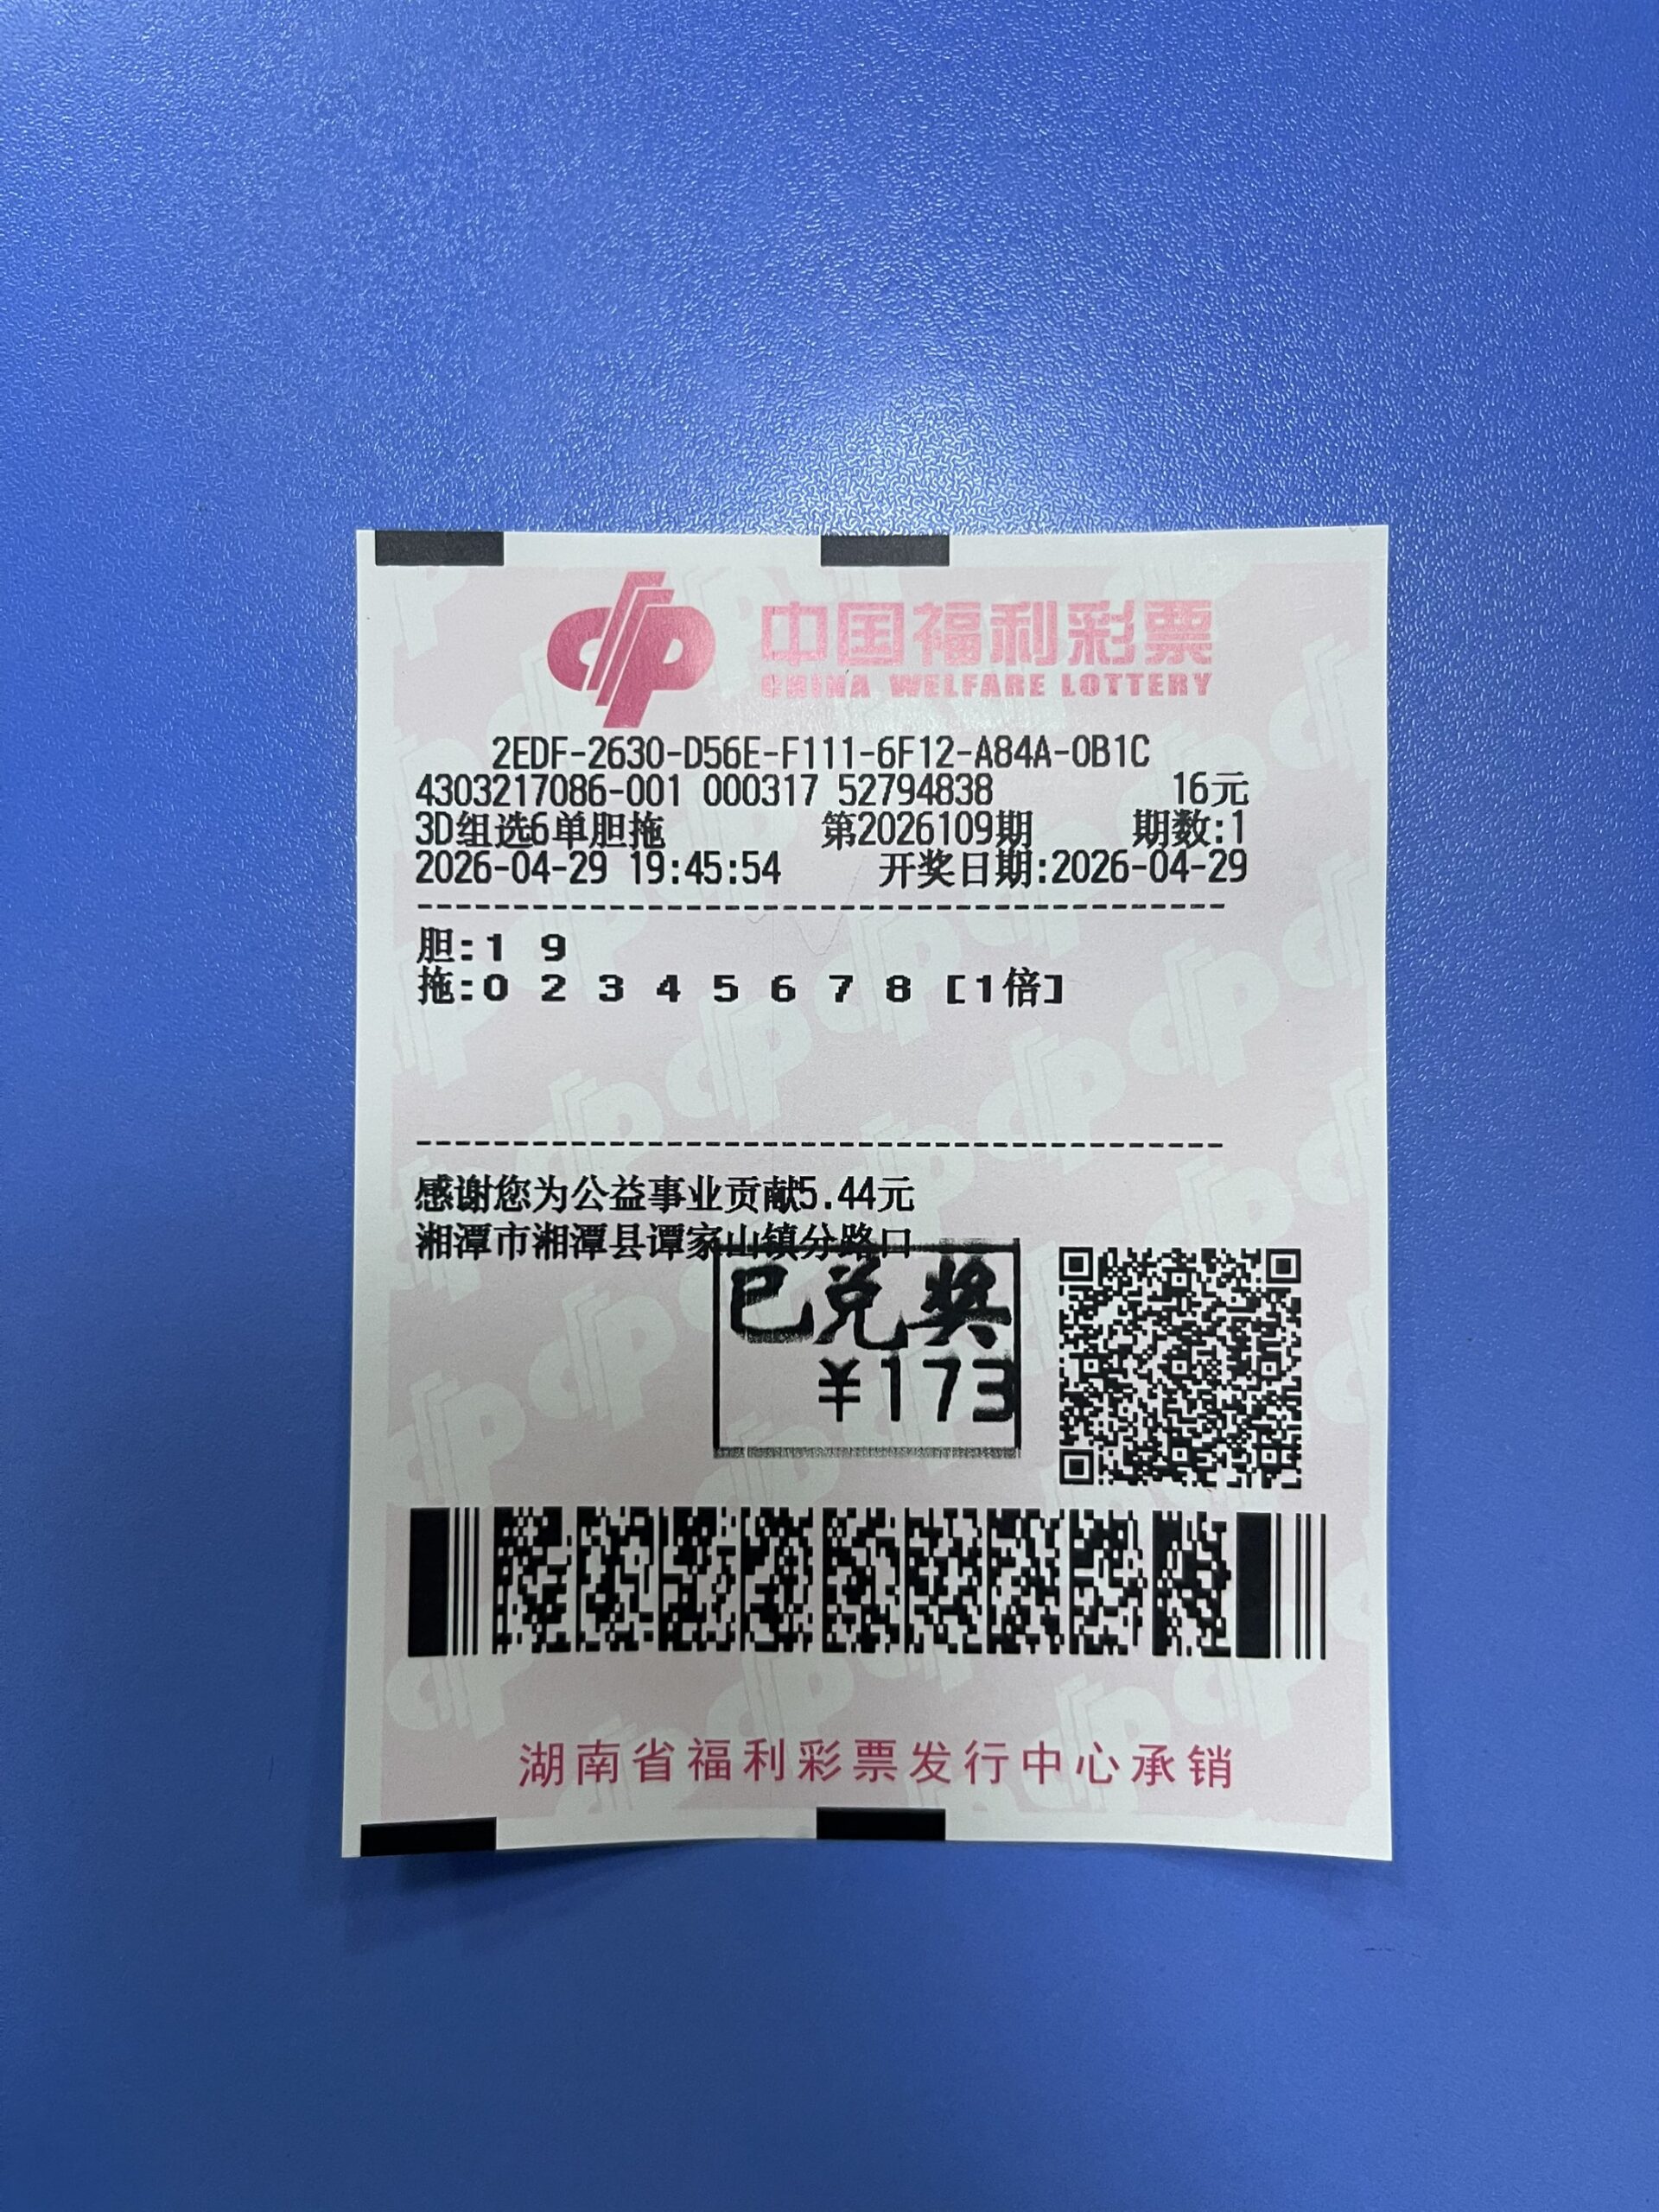 中国福利彩票
CHINA WELFARE LOTTERY
2EDF-2630-D56E-F111-6F12-A84A-0B1C
4303217086-001 000317 52794838 16元
3D组选6单胆拖 第2026109期 期数:1
2026-04-29 19:45:54 开奖日期:2026-04-29
胆:1 9
拖:0 2 3 4 5 6 7 8 [1倍]
感谢您为公益事业贡献5.44元
湘潭市湘潭县谭家山镇分路口
已兑奖
¥173
湖南省福利彩票发行中心承销